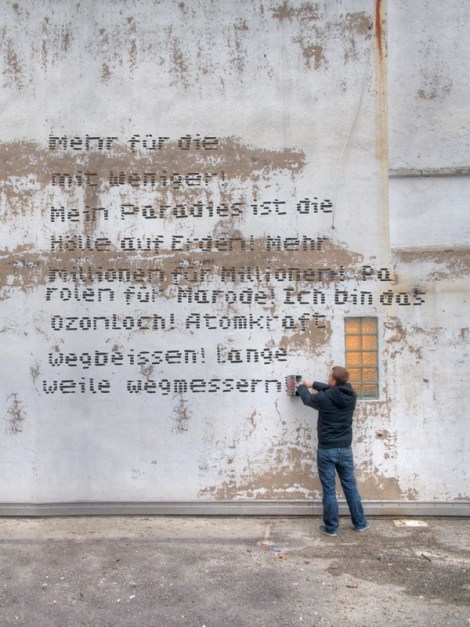 Mehr für die
mit Weniger!
Mein Paradies ist die
Hölle auf Erden! Mehr
millionen für Millionen! Pa
rolen für Marode! Ich bin das
Ozonloch! Atomkraft
wegbeissen! Lange
weile wegmessern!